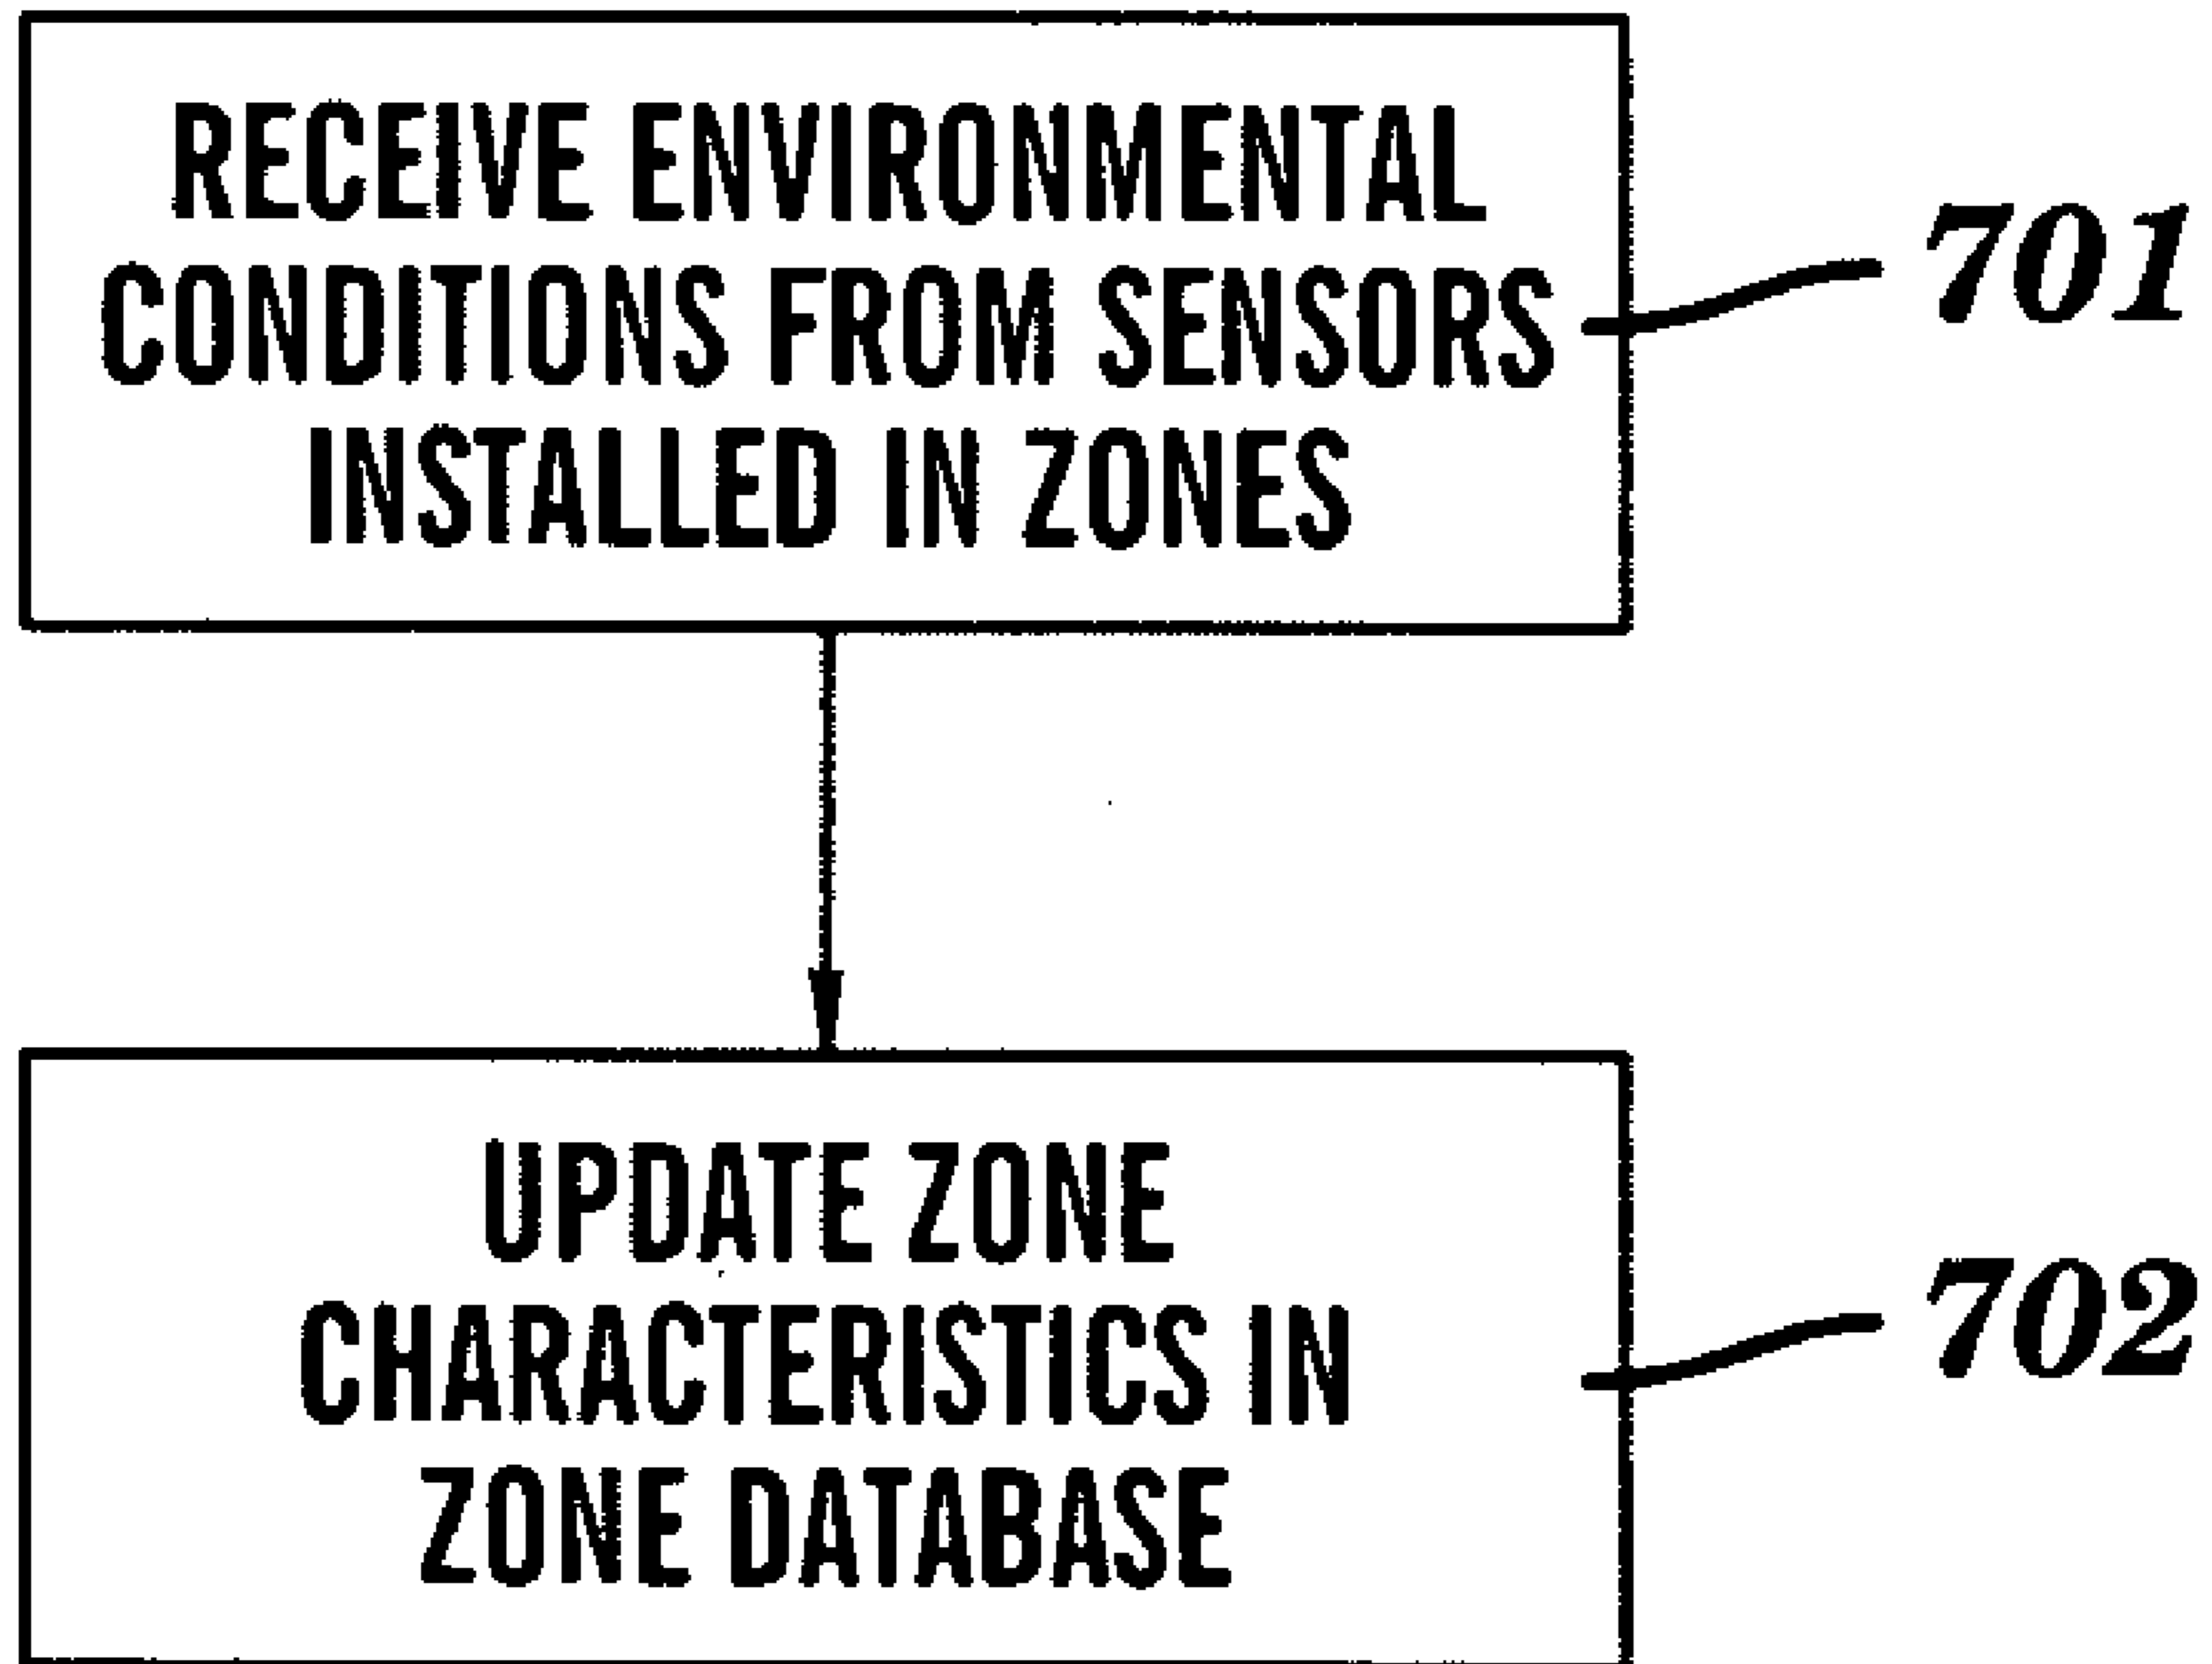 RECEIVE ENVIRONMENTAL
CONDITIONS FROM SENSORS
INSTALLED IN ZONES
701
UPDATE ZONE
CHARACTERISTICS IN
ZONE DATABASE
702